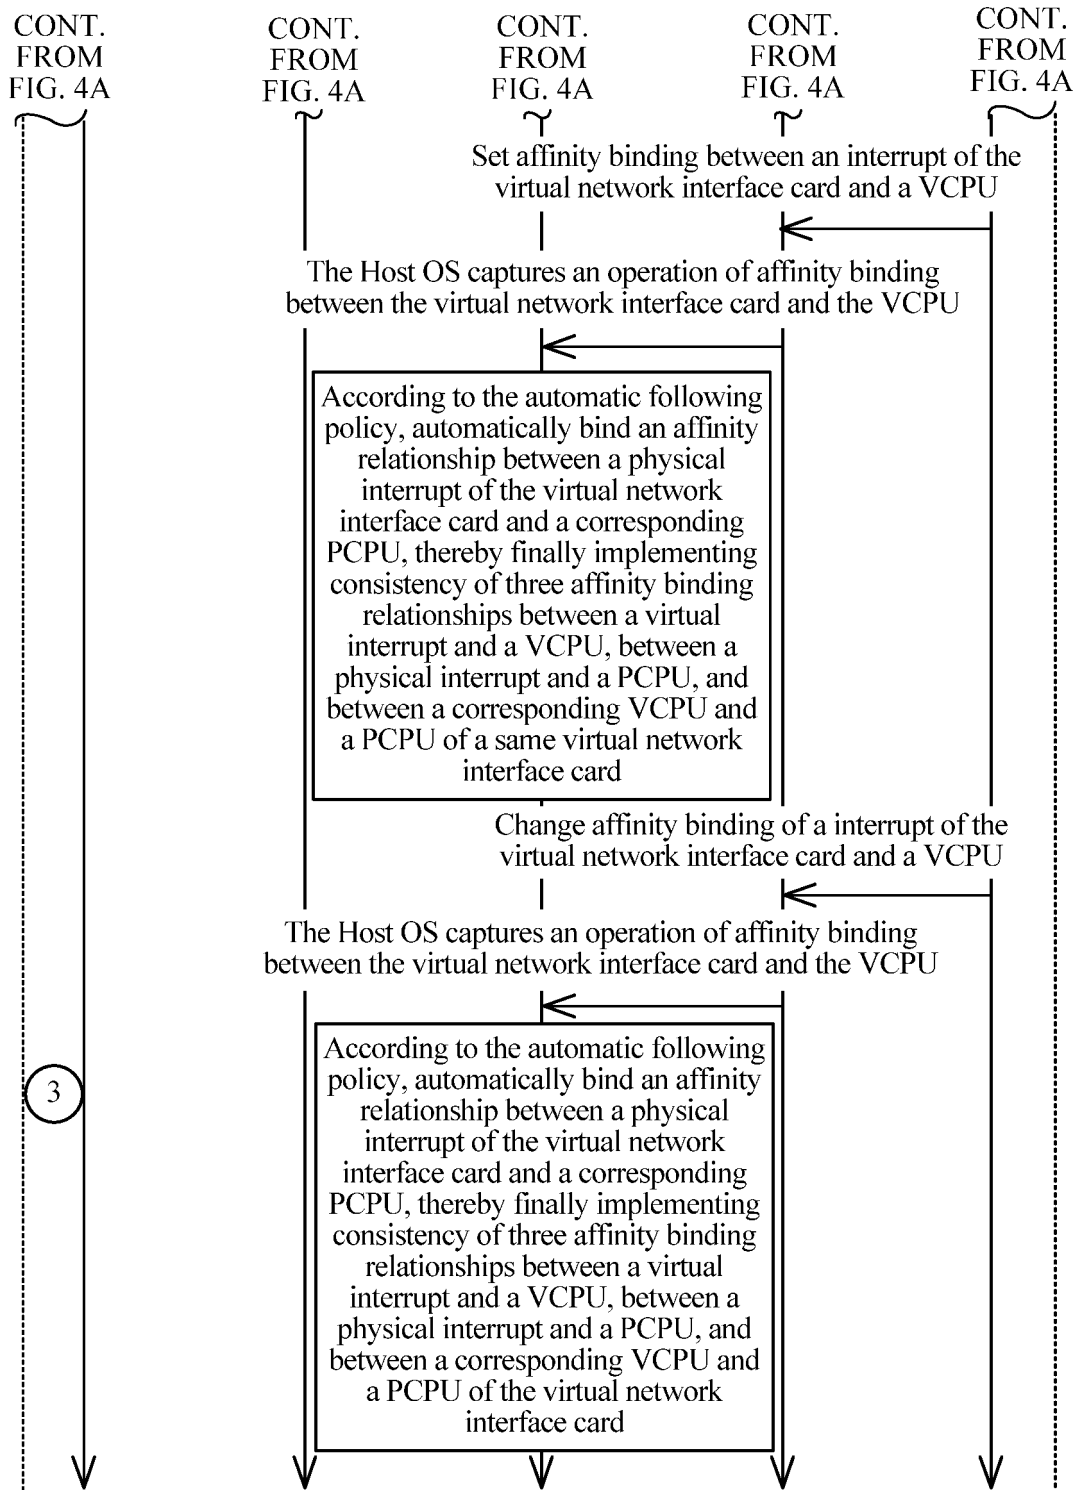 CONT.
FROM
FIG. 4A
CONT.
FROM
FIG. 4A
CONT.
FROM
FIG. 4A
CONT.
FROM
FIG. 4A
CONT.
FROM
FIG. 4A
Set affinity binding between an interrupt of the
virtual network interface card and a VCPU
The Host OS captures an operation of affinity binding
between the virtual network interface card and the VCPU
According to the automatic following
policy, automatically bind an affinity
relationship between a physical
interrupt of the virtual network
interface card and a corresponding
PCPU, thereby finally implementing
consistency of three affinity binding
relationships between a virtual
interrupt and a VCPU, between a
physical interrupt and a PCPU, and
between a corresponding VCPU and
a PCPU of a same virtual network
interface card
Change affinity binding of a interrupt of the
virtual network interface card and a VCPU
The Host OS captures an operation of affinity binding
between the virtual network interface card and the VCPU
3
According to the automatic following
policy, automatically bind an affinity
relationship between a physical
interrupt of the virtual network
interface card and a corresponding
PCPU, thereby finally implementing
consistency of three affinity binding
relationships between a virtual
interrupt and a VCPU, between a
physical interrupt and a PCPU, and
between a corresponding VCPU and
a PCPU of the virtual network
interface card